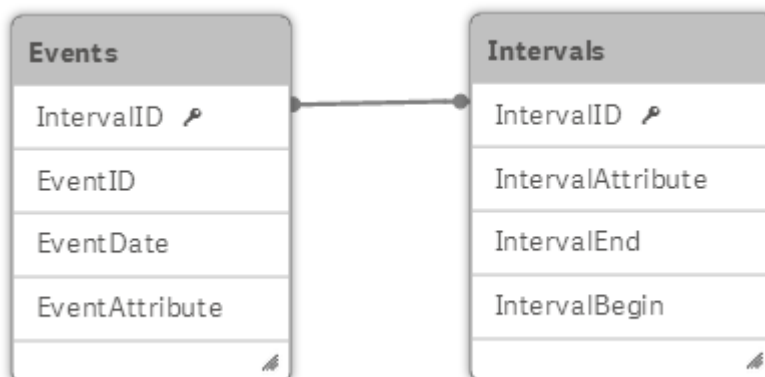 Events
IntervalID
EventID
EventDate
EventAttribute
Intervals
IntervalID
IntervalAttribute
IntervalEnd
IntervalBegin